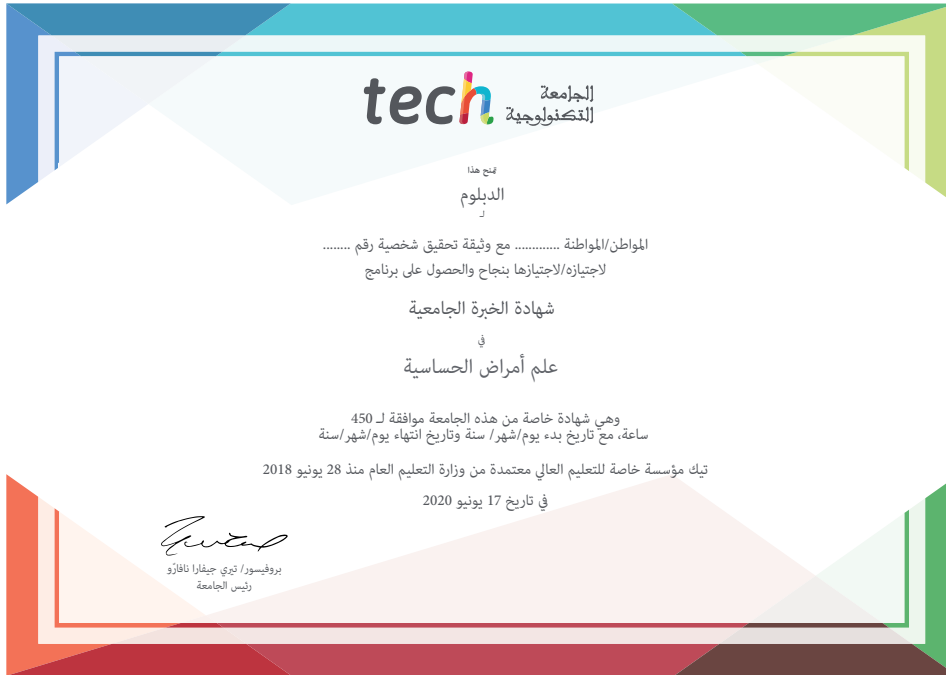 tech الجامعة
التكنولوجية
تمنح هذا
الدبلوم
لـ
المواطن/المواطنة ............. مع وثيقة تحقيق شخصية رقم ........
لاجتيازه/لاجتيازها بنجاح والحصول على برنامج
شهادة الخبرة الجامعية
في
علم أمراض الحساسية
وهي شهادة خاصة من هذه الجامعة موافقة لـ 450
ساعة، مع تاريخ بدء يوم/شهر/ سنة وتاريخ انتهاء يوم/شهر/سنة
تيك مؤسسة خاصة للتعليم العالي معتمدة من وزارة التعليم العام منذ 28 يونيو 2018
في تاريخ 17 يونيو 2020
بروفيسور/ تيري جيفارا نافارّو
رئيس الجامعة